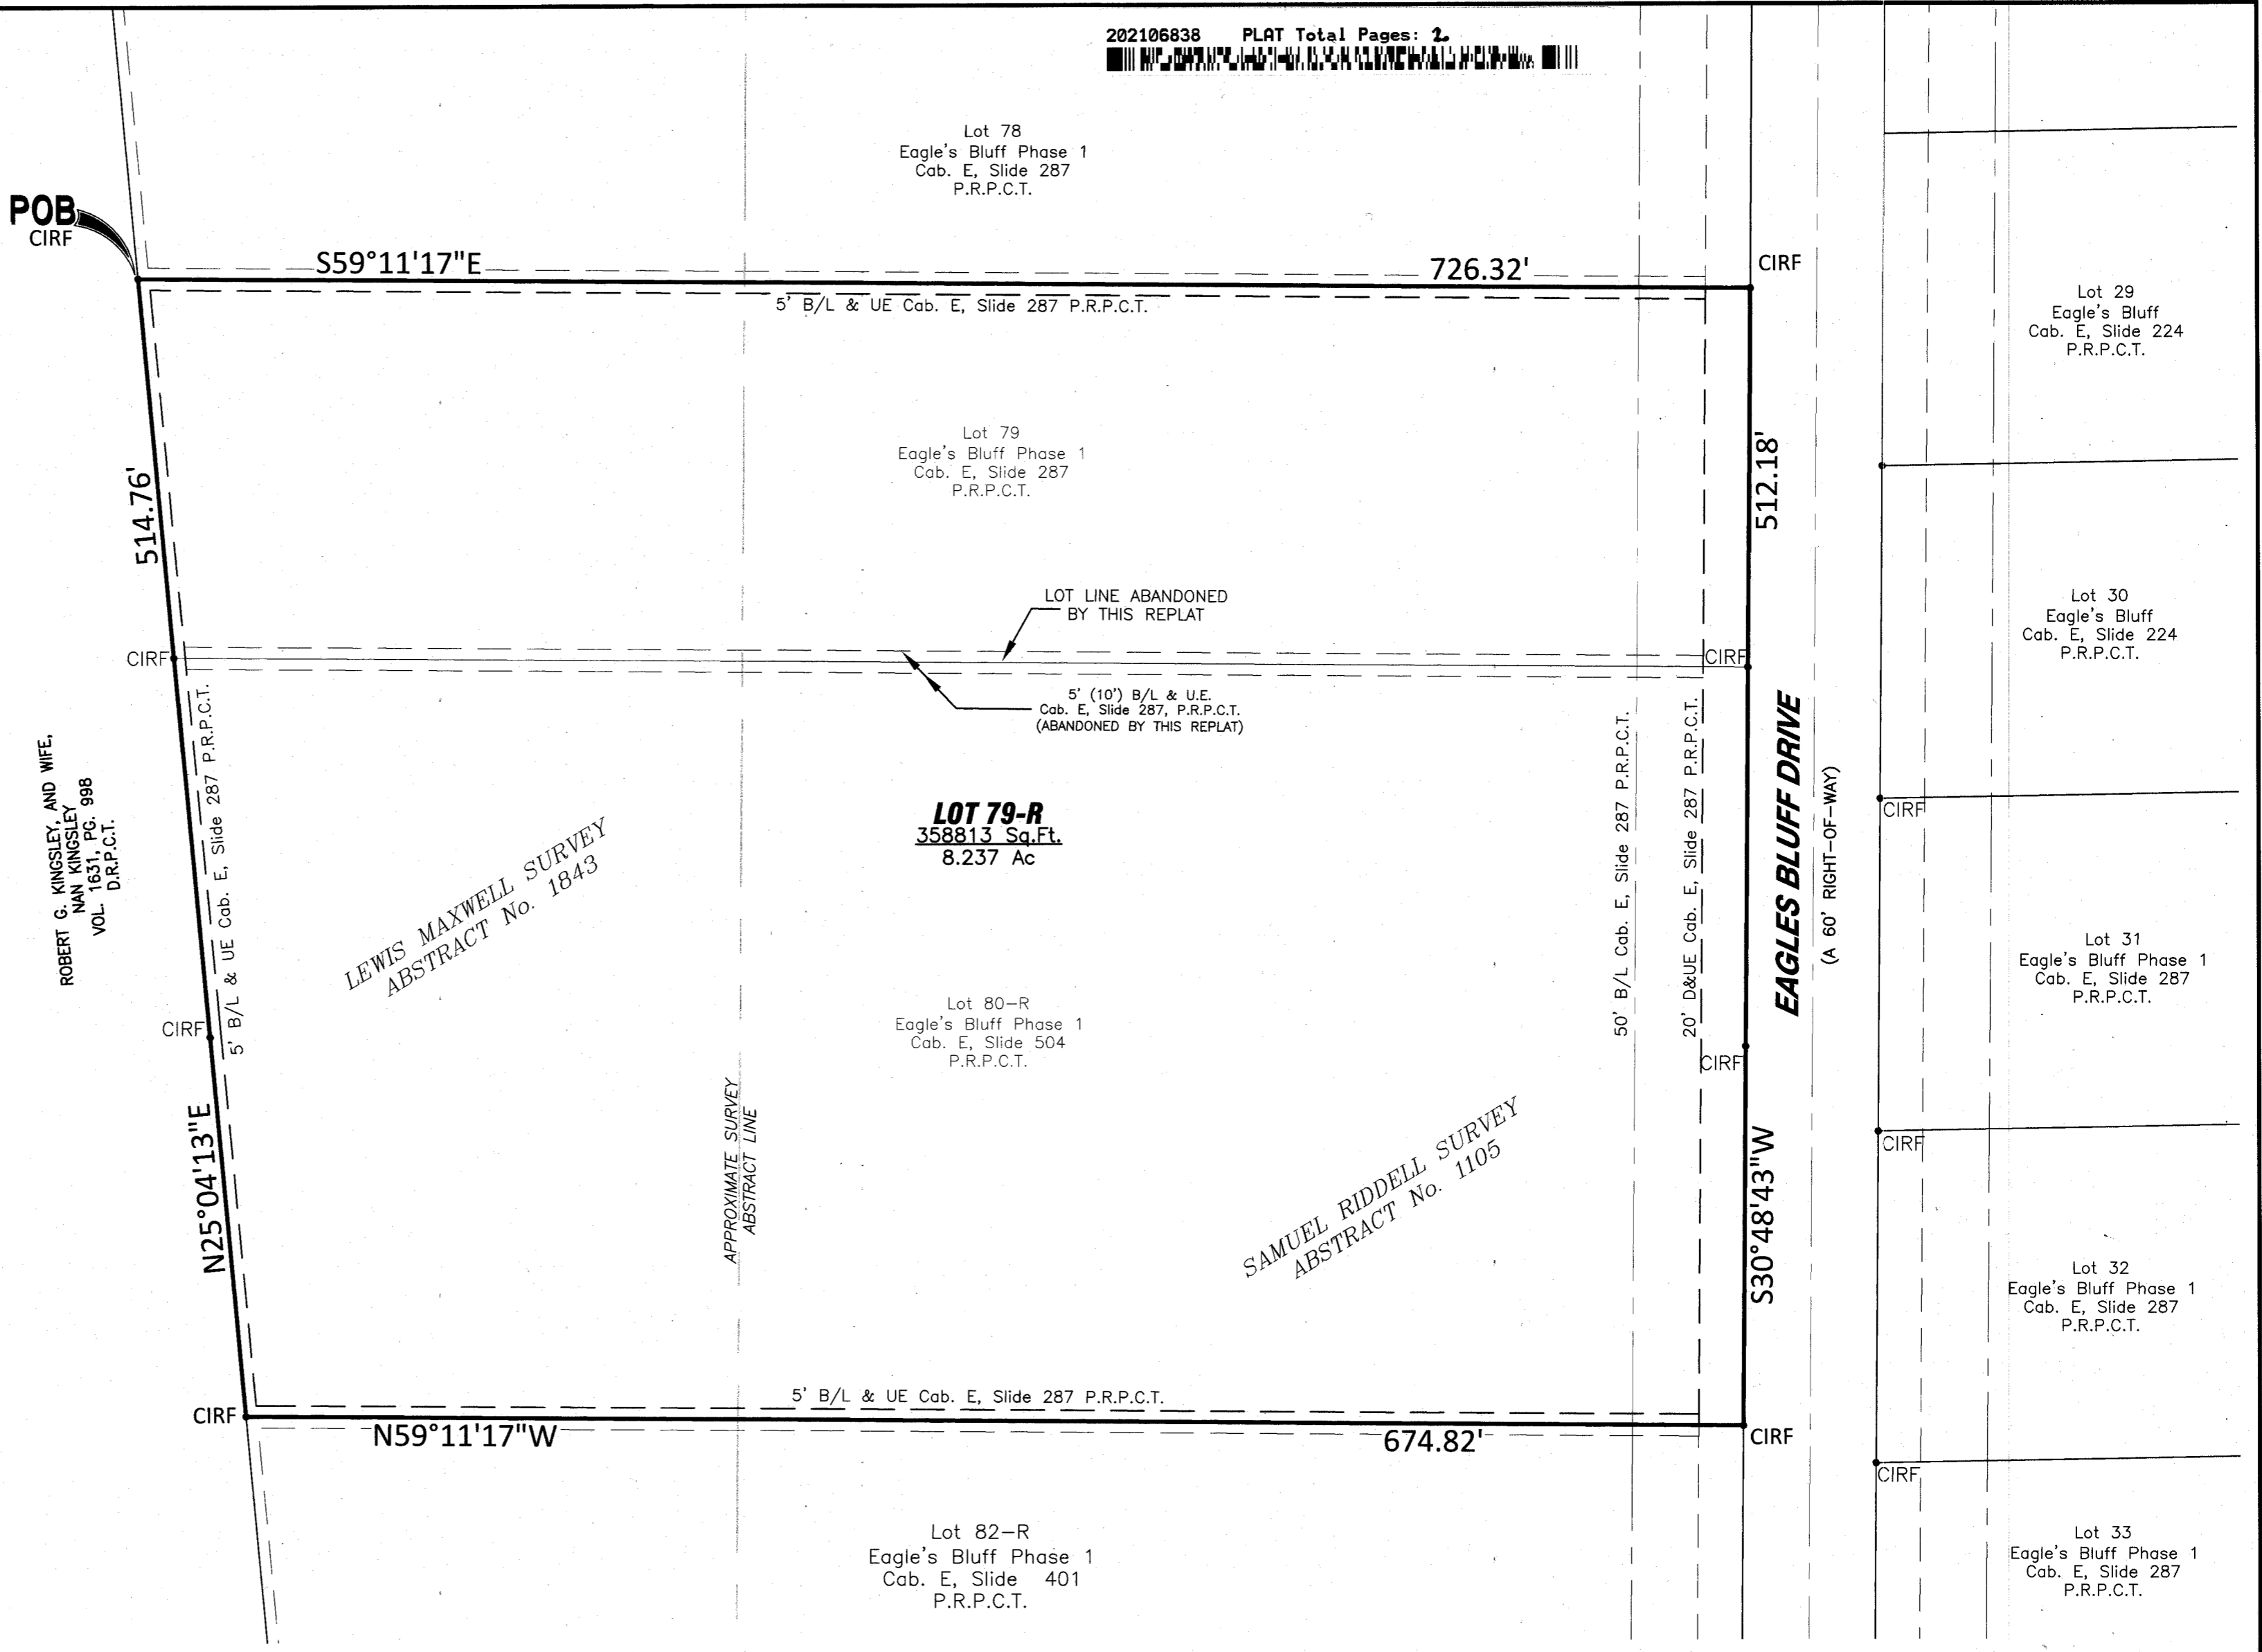 202106838 PLAT Total Pages: 2
Lot 78
Eagle's Bluff Phase 1
Cab. E, Slide 287
P.R.P.C.T.
POB
CIRF
S59°11'17"E
726.32'
CIRF
5' B/L & UE Cab. E, Slide 287 P.R.P.C.T.
Lot 29
Eagle's Bluff
Cab. E, Slide 224
P.R.P.C.T.
Lot 79
Eagle's Bluff Phase 1
Cab. E, Slide 287
P.R.P.C.T.
514.76'
512.18'
LOT LINE ABANDONED
BY THIS REPLAT
Lot 30
Eagle's Bluff
Cab. E, Slide 224
P.R.P.C.T.
CIRF
CIRF
5' (10') B/L & U.E.
Cab. E, Slide 287, P.R.P.C.T.
(ABANDONED BY THIS REPLAT)
ROBERT G. KINGSLEY, AND WIFE,
NAN KINGSLEY
VOL. 1631, PG. 998
D.R.P.C.T.
5' B/L & UE Cab. E, Slide 287 P.R.P.C.T.
LOT 79-R
358813 Sq.Ft.
8.237 Ac
LEWIS MAXWELL SURVEY
ABSTRACT No. 1843
50' B/L Cab. E, Slide 287 P.R.P.C.T.
20' D&UE Cab. E, Slide 287 P.R.P.C.T.
EAGLES BLUFF DRIVE
(A 60' RIGHT-OF-WAY)
CIRF
Lot 31
Eagle's Bluff Phase 1
Cab. E, Slide 287
P.R.P.C.T.
CIRF
Lot 80-R
Eagle's Bluff Phase 1
Cab. E, Slide 504
P.R.P.C.T.
CIRF
CIRF
N25°04'13"E
APPROXIMATE SURVEY
ABSTRACT LINE
SAMUEL RIDDELL SURVEY
ABSTRACT No. 1105
S30°48'43"W
Lot 32
Eagle's Bluff Phase 1
Cab. E, Slide 287
P.R.P.C.T.
5' B/L & UE Cab. E, Slide 287 P.R.P.C.T.
CIRF
N59°11'17"W
674.82'
CIRF
CIRF
Lot 82-R
Eagle's Bluff Phase 1
Cab. E, Slide 401
P.R.P.C.T.
Lot 33
Eagle's Bluff Phase 1
Cab. E, Slide 287
P.R.P.C.T.